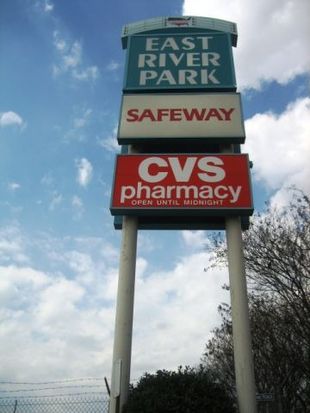 EAST
RIVER
PARK
SAFEWAY
CVS
pharmacy
OPEN UNTIL MIDNIGHT